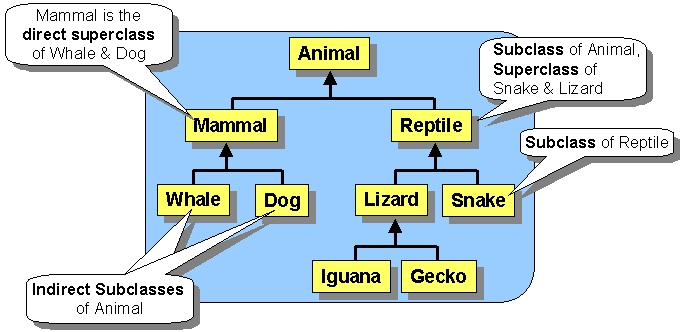 Mammal is the
direct superclass
of Whale & Dog
Animal
Subclass of Animal,
Superclass of
Snake & Lizard
Mammal
Reptile
Subclass of Reptile
Whale
Dog
Lizard
Snake
Iguana
Gecko
Indirect Subclasses
of Animal